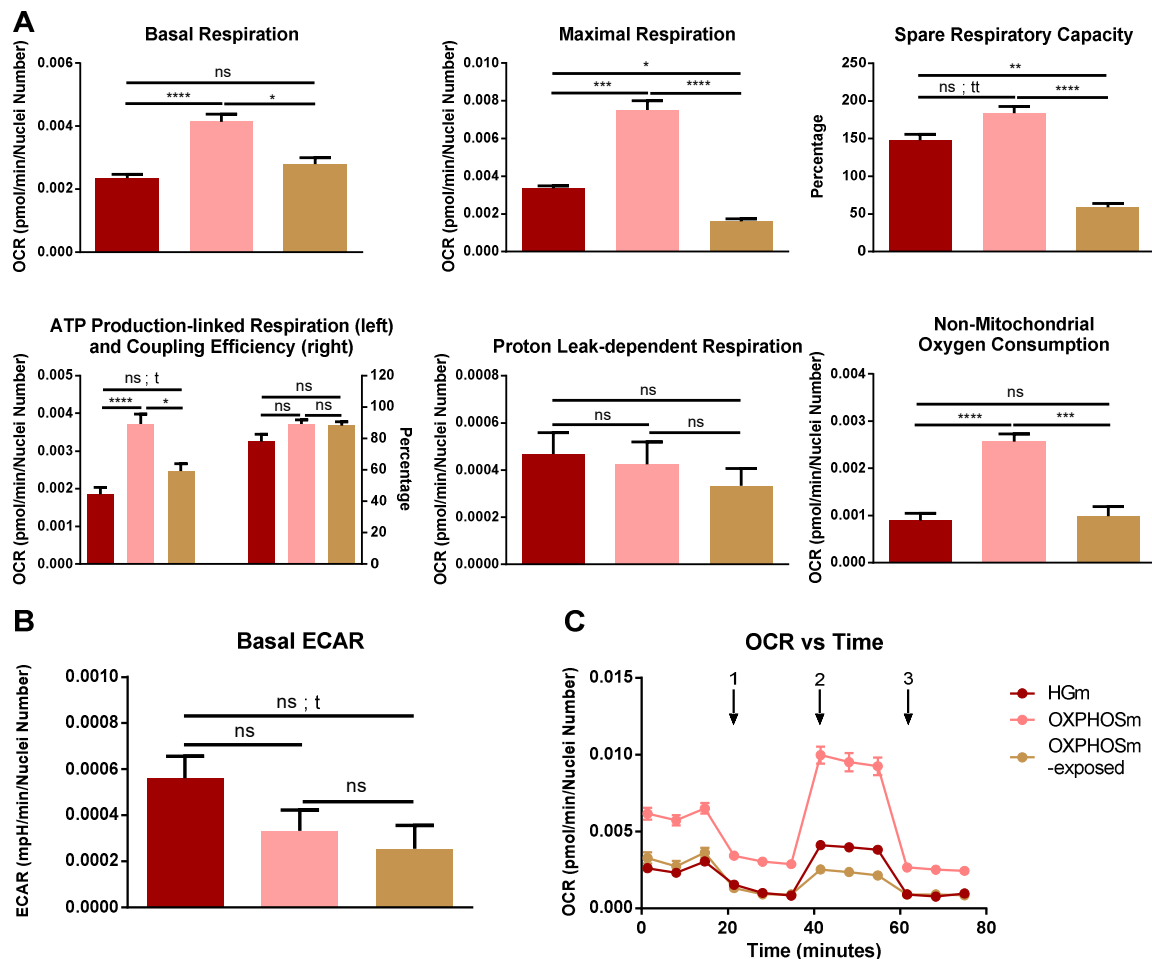 A
Basal Respiration
OCR (pmol/min/Nuclei Number)
0.006
0.004
0.002
0.000
ns
****
*
Maximal Respiration
OCR (pmol/min/Nuclei Number)
0.010
0.008
0.006
0.004
0.002
0.000
*
***
****
Spare Respiratory Capacity
Percentage
250
200
150
100
50
0
**
ns ; tt
****
ATP Production-linked Respiration (left)
and Coupling Efficiency (right)
OCR (pmol/min/Nuclei Number)
0.005
0.004
0.003
0.002
0.001
0.000
ns ; t
****
*
ns
ns
ns
120
100
80
60
40
20
0
Percentage
Proton Leak-dependent Respiration
OCR (pmol/min/Nuclei Number)
0.0008
0.0006
0.0004
0.0002
0.0000
ns
ns
ns
Non-Mitochondrial
Oxygen Consumption
OCR (pmol/min/Nuclei Number)
0.004
0.003
0.002
0.001
0.000
ns
****
***
B
Basal ECAR
ECAR (mpH/min/Nuclei Number)
0.0010
0.0008
0.0006
0.0004
0.0002
0.0000
ns ; t
ns
ns
C
OCR vs Time
OCR (pmol/min/Nuclei Number)
0.015
0.010
0.005
0.000
1
2
3
0
20
40
60
80
Time (minutes)
HGm
OXPHOSm
OXPHOSm
-exposed